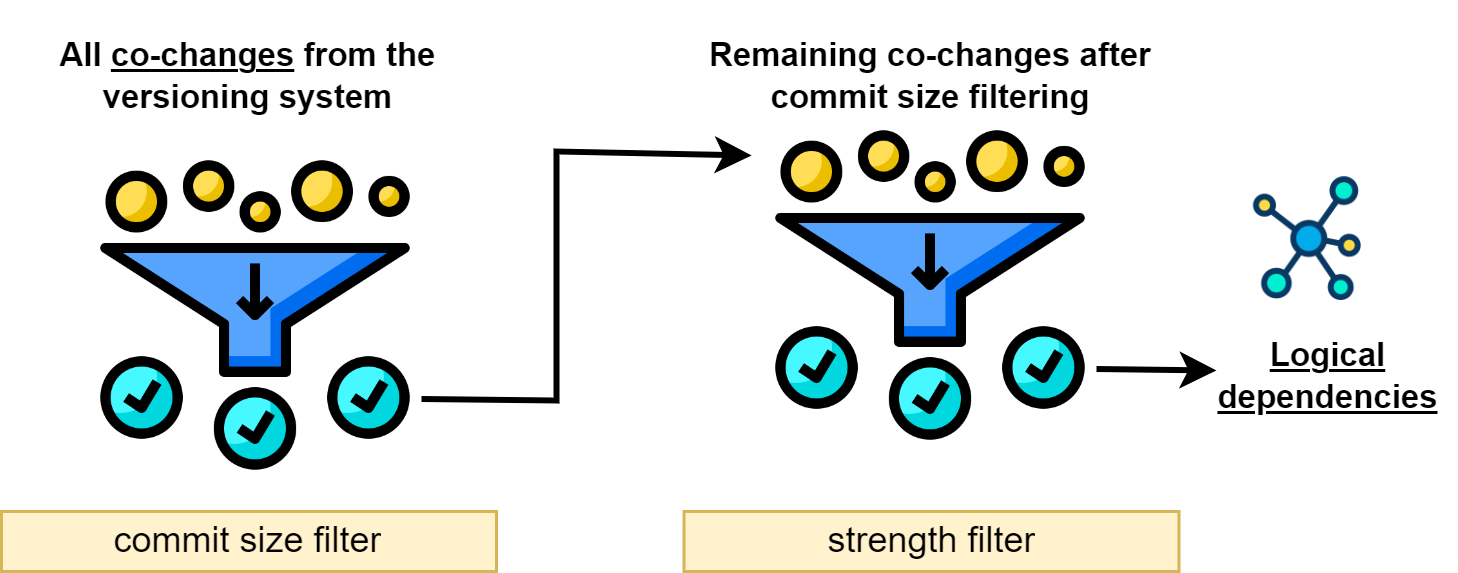 All co-changes from the
versioning system
Remaining co-changes after
commit size filtering
Logical
dependencies
commit size filter
strength filter